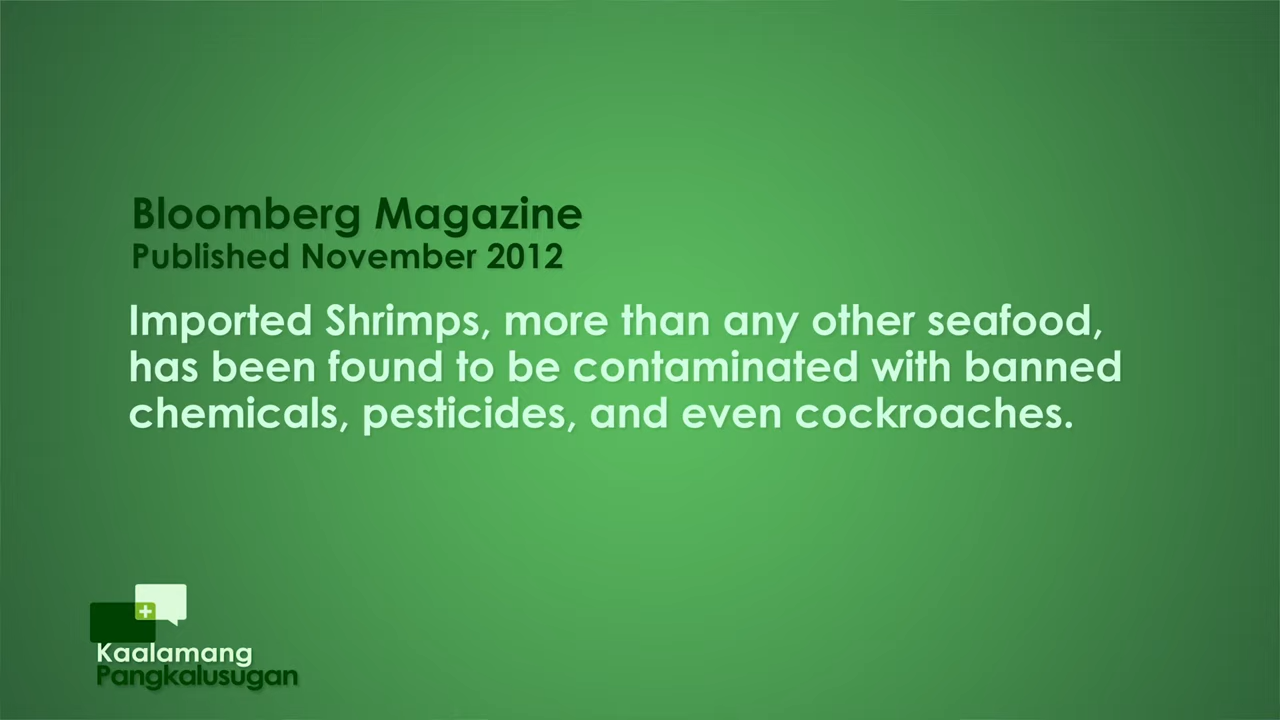 Bloomberg Magazine
Published November 2012
Imported Shrimps, more than any other seafood,
has been found to be contaminated with banned
chemicals, pesticides, and even cockroaches.
Kaalamang
Pangkalusugan